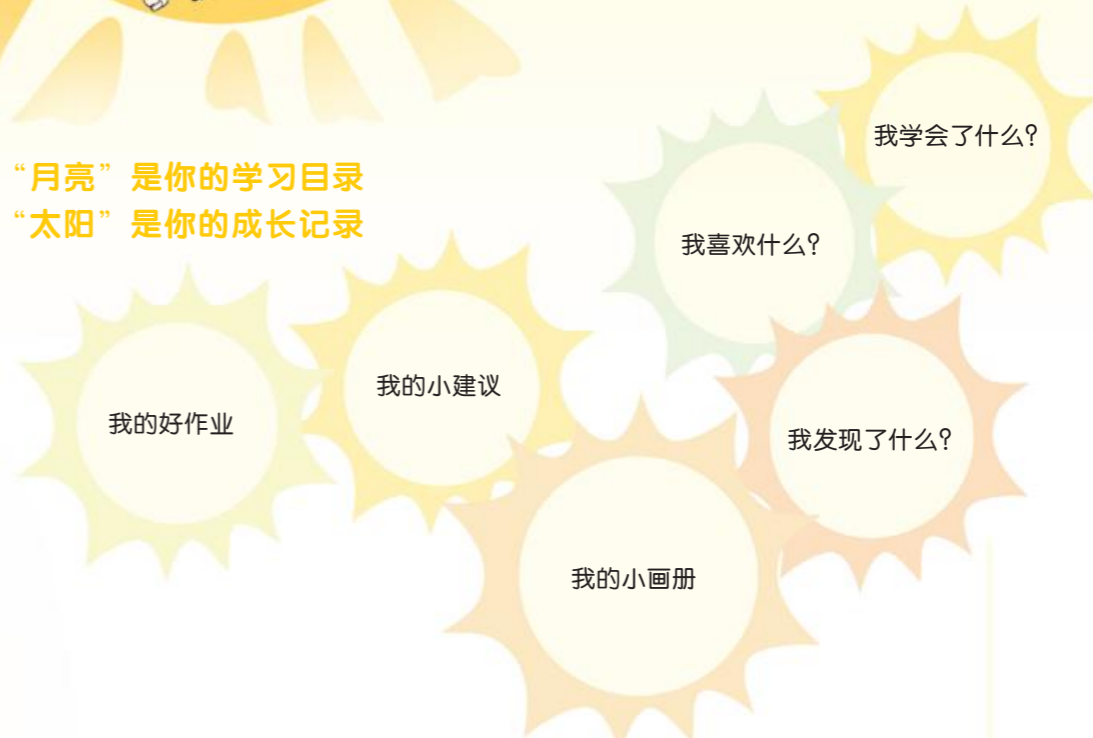 “月亮”是你的学习目录
“太阳”是你的成长记录
我学会了什么？
我喜欢什么？
我发现了什么？
我的小画册
我的小建议
我的好作业